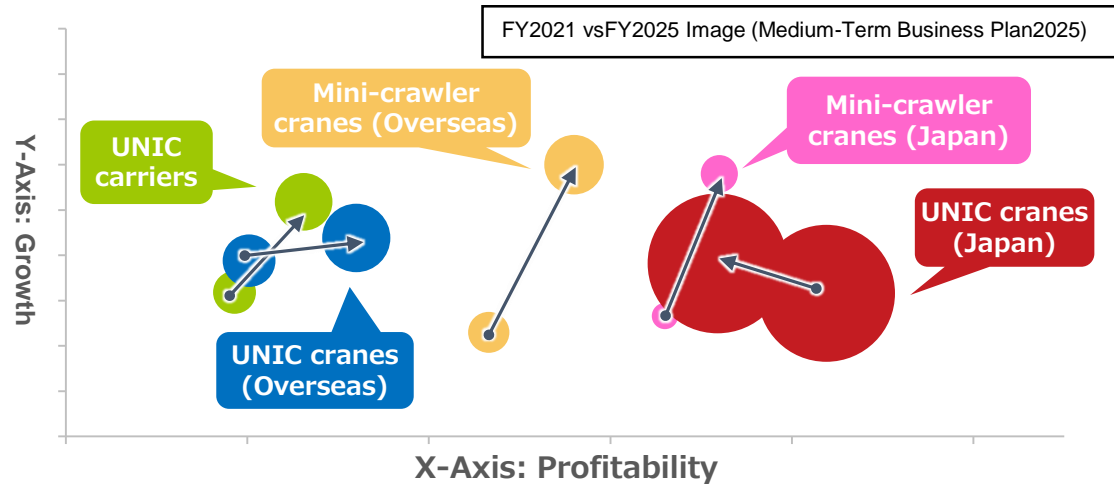 FY2021 vsFY2025 Image (Medium-Term Business Plan2025)
Mini-crawler
cranes (Overseas)
Mini-crawler
cranes (Japan)
UNIC
carriers
UNIC cranes
(Japan)
UNIC cranes
(Overseas)
Y-Axis: Growth
X-Axis: Profitability